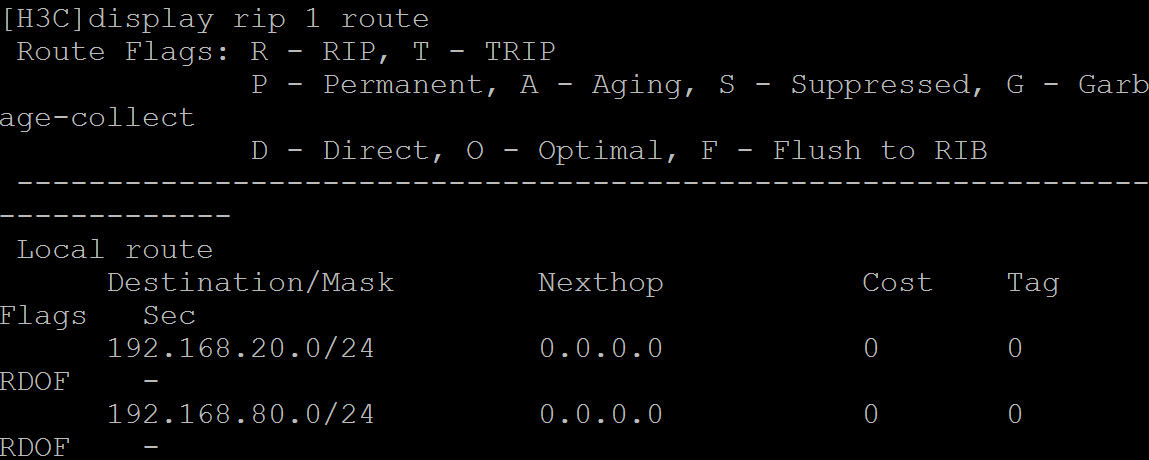 [H3C]display rip 1 route
 Route Flags: R - RIP, T - TRIP
              P - Permanent, A - Aging, S - Suppressed, G - Garb
age-collect
              D - Direct, O - Optimal, F - Flush to RIB
 ---------------------------------------------------------------
-------------
 Local route
      Destination/Mask        Nexthop           Cost    Tag
Flags   Sec
      192.168.20.0/24         0.0.0.0           0       0
RDOF    -
      192.168.80.0/24         0.0.0.0           0       0
RDOF    -